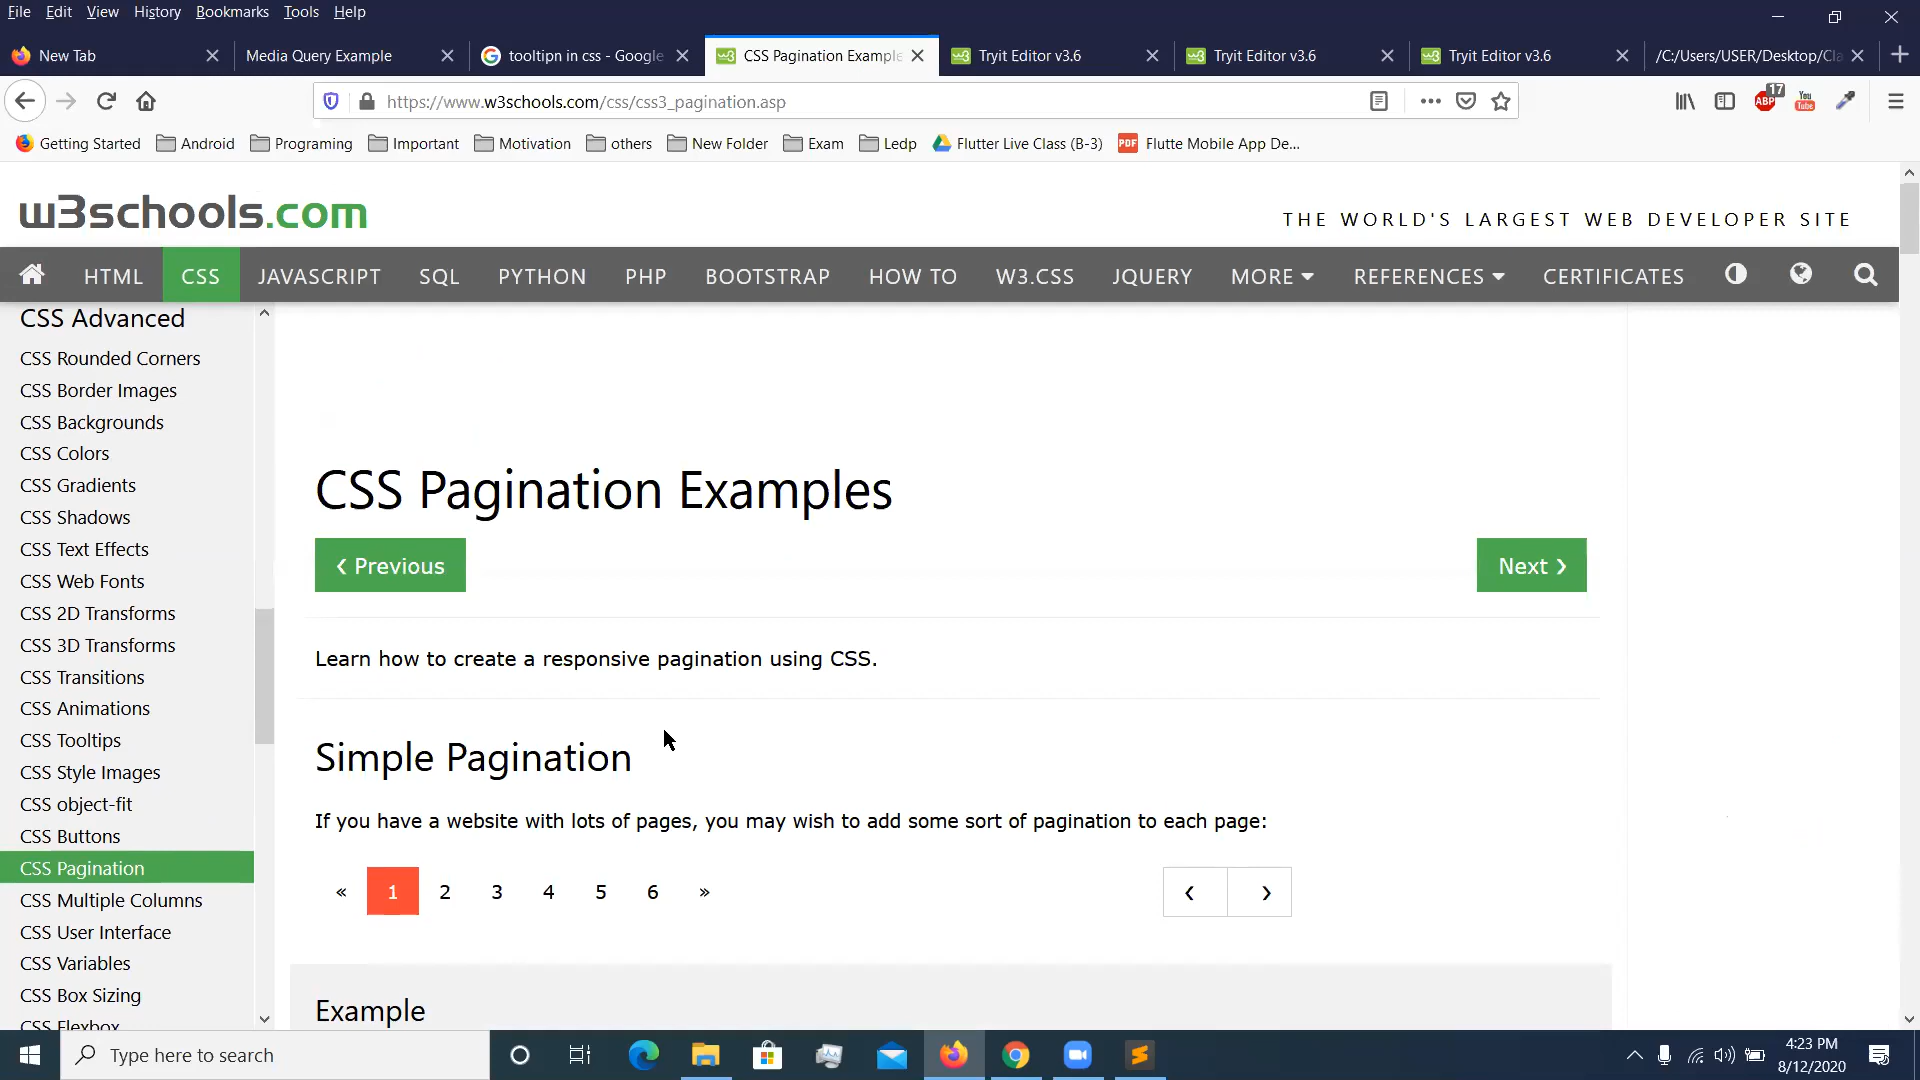 File Edit View History Bookmarks Tools Help
New Tab
Media Query Example
tooltipn in css - Google
CSS Pagination Example
Tryit Editor v3.6
Tryit Editor v3.6
Tryit Editor v3.6
/C:/Users/USER/Desktop/Cla
https://www.w3schools.com/css/css3_pagination.asp
ABP 17
You Tube
Getting Started Android Programing Important Motivation others New Folder Exam Ledp Flutter Live Class (B-3) PDF Flutte Mobile App De...
w3schools.com
THE WORLD'S LARGEST WEB DEVELOPER SITE
HTML CSS JAVASCRIPT SQL PYTHON PHP BOOTSTRAP HOW TO W3.CSS JQUERY MORE REFERENCES CERTIFICATES
CSS Advanced
CSS Rounded Corners
CSS Border Images
CSS Backgrounds
CSS Colors
CSS Gradients
CSS Shadows
CSS Text Effects
CSS Web Fonts
CSS 2D Transforms
CSS 3D Transforms
CSS Transitions
CSS Animations
CSS Tooltips
CSS Style Images
CSS object-fit
CSS Buttons
CSS Pagination
CSS Multiple Columns
CSS User Interface
CSS Variables
CSS Box Sizing
CSS Flexbox
CSS Pagination Examples
❮ Previous
Next ❯
Learn how to create a responsive pagination using CSS.
Simple Pagination
If you have a website with lots of pages, you may wish to add some sort of pagination to each page:
« 1 2 3 4 5 6 »
❮ ❯
Example
Type here to search
4:23 PM
8/12/2020